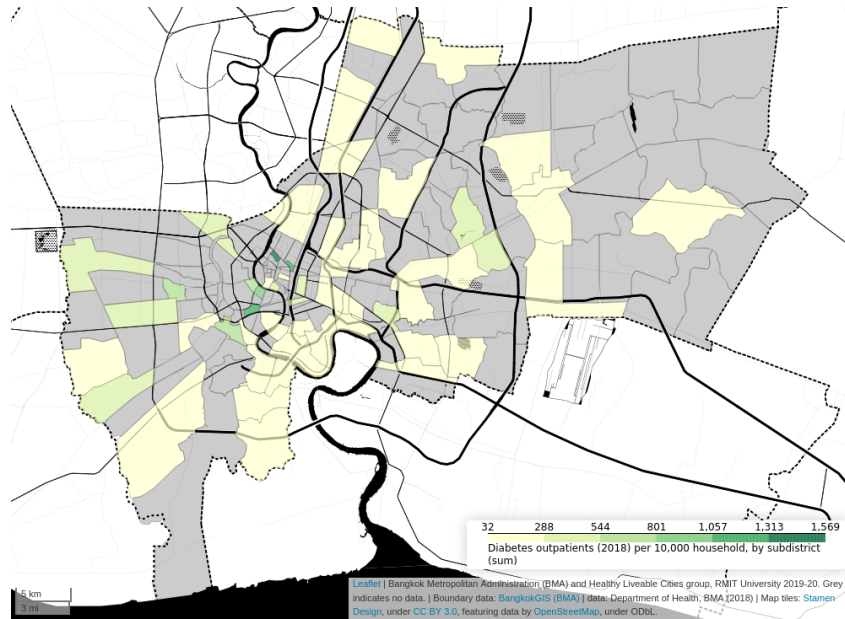 32 288 544 801 1,057 1,313 1,569
Diabetes outpatients (2018) per 10,000 household, by subdistrict
(sum)
5 km
3 mi
Leaflet | Bangkok Metropolitan Administration (BMA) and Healthy Liveable Cities group, RMIT University 2019-20. Grey
indicates no data. | Boundary data: BangkokGIS (BMA) | data: Department of Health, BMA (2018) | Map tiles: Stamen
Design, under CC BY 3.0, featuring data by OpenStreetMap, under ODbL.